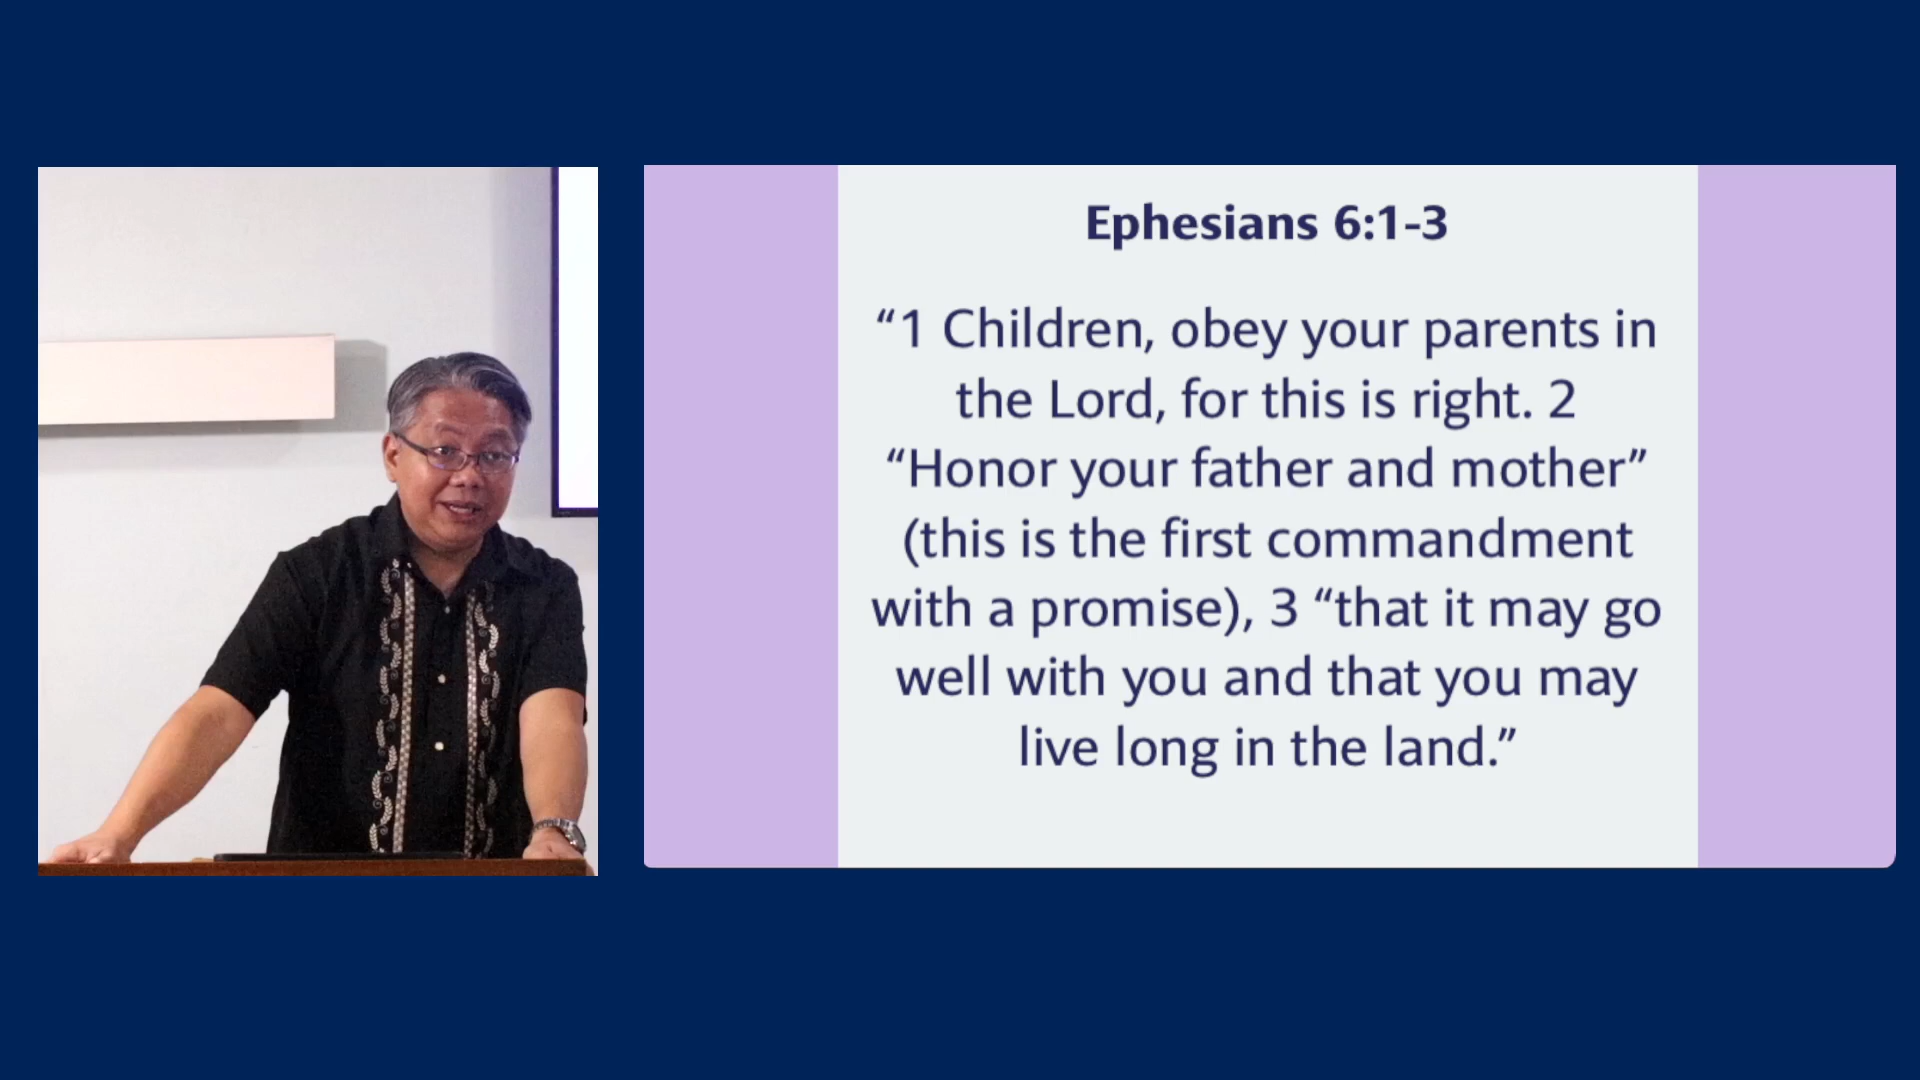 Ephesians 6:1-3
“1 Children, obey your parents in
the Lord, for this is right. 2
“Honor your father and mother”
(this is the first commandment
with a promise), 3 “that it may go
well with you and that you may
live long in the land.”